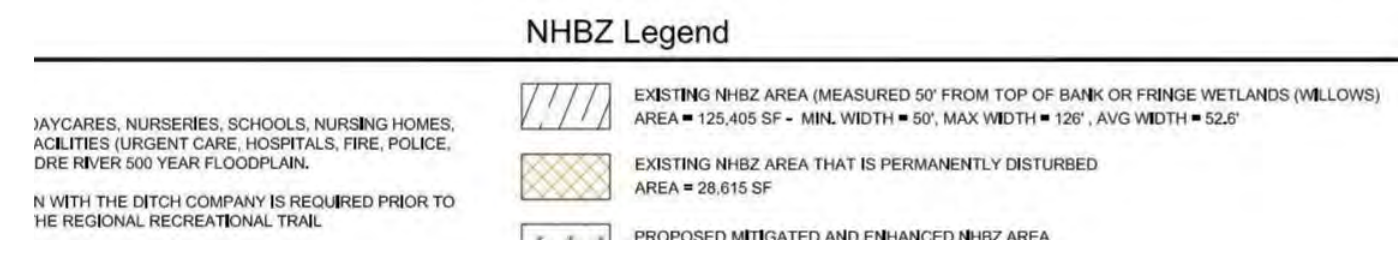 NHBZ Legend
DAYCARES, NURSERIES, SCHOOLS, NURSING HOMES,
ACILITIES (URGENT CARE, HOSPITALS, FIRE, POLICE,
DRE RIVER 500 YEAR FLOODPLAIN.
N WITH THE DITCH COMPANY IS REQUIRED PRIOR TO
HE REGIONAL RECREATIONAL TRAIL
EXISTING NHBZ AREA (MEASURED 50' FROM TOP OF BANK OR FRINGE WETLANDS (WILLOWS)
AREA = 125,405 SF - MIN. WIDTH = 50', MAX WIDTH = 126' , AVG WIDTH = 52.6'
EXISTING NHBZ AREA THAT IS PERMANENTLY DISTURBED
AREA = 28,615 SF
PROPOSED MITIGATED AND ENHANCED NHBZ AREA